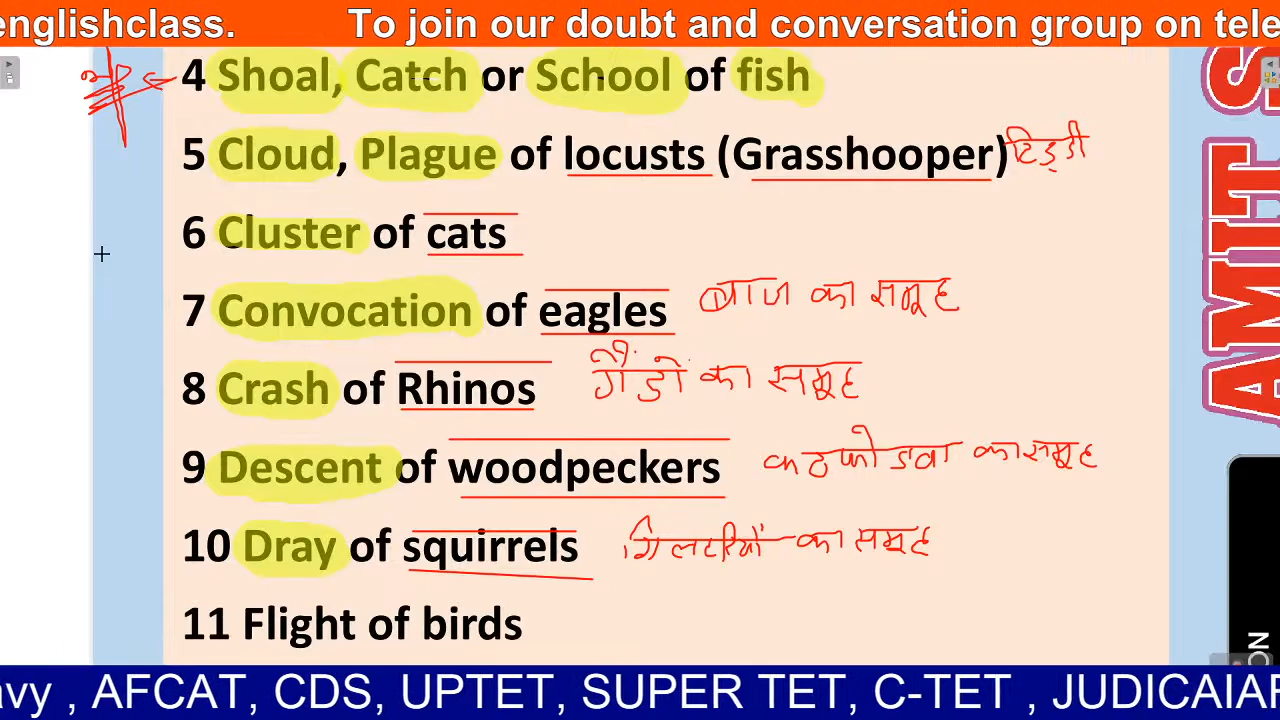 englishclass. To join our doubt and conversation group on tele
4 Shoal, Catch or School of fish
5 Cloud, Plague of locusts (Grasshooper) टिड्डी
6 Cluster of cats
7 Convocation of eagles बाज का समूह
8 Crash of Rhinos गैंडों का समूह
9 Descent of woodpeckers कठफोडवा का समूह
10 Dray of squirrels गिलहरियों का समूह
11 Flight of birds
AMIT S
ON
avy , AFCAT, CDS, UPTET, SUPER TET, C-TET , JUDICAIAR